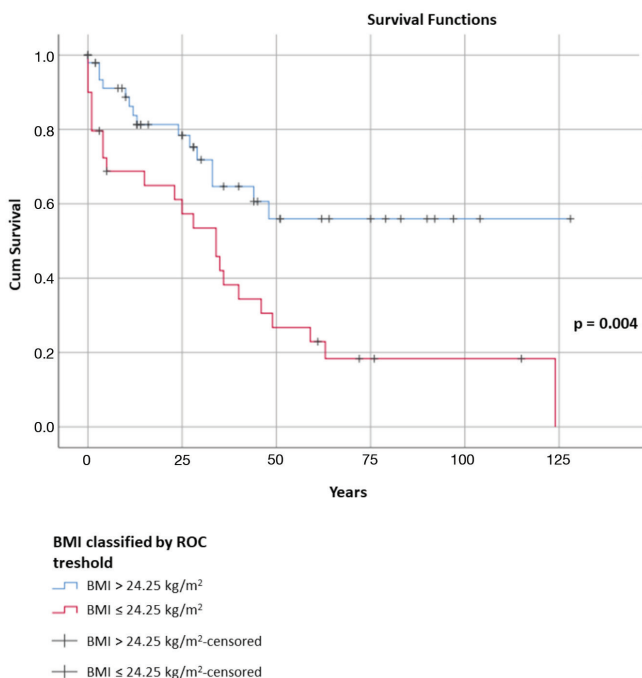 Survival Functions
1.0
0.8
0.6
0.4
0.2
0.0
Cum Survival
p = 0.004
0 25 50 75 100 125
Years
BMI classified by ROC
treshold
BMI > 24.25 kg/m²
BMI ≤ 24.25 kg/m²
BMI > 24.25 kg/m²-censored
BMI ≤ 24.25 kg/m²-censored